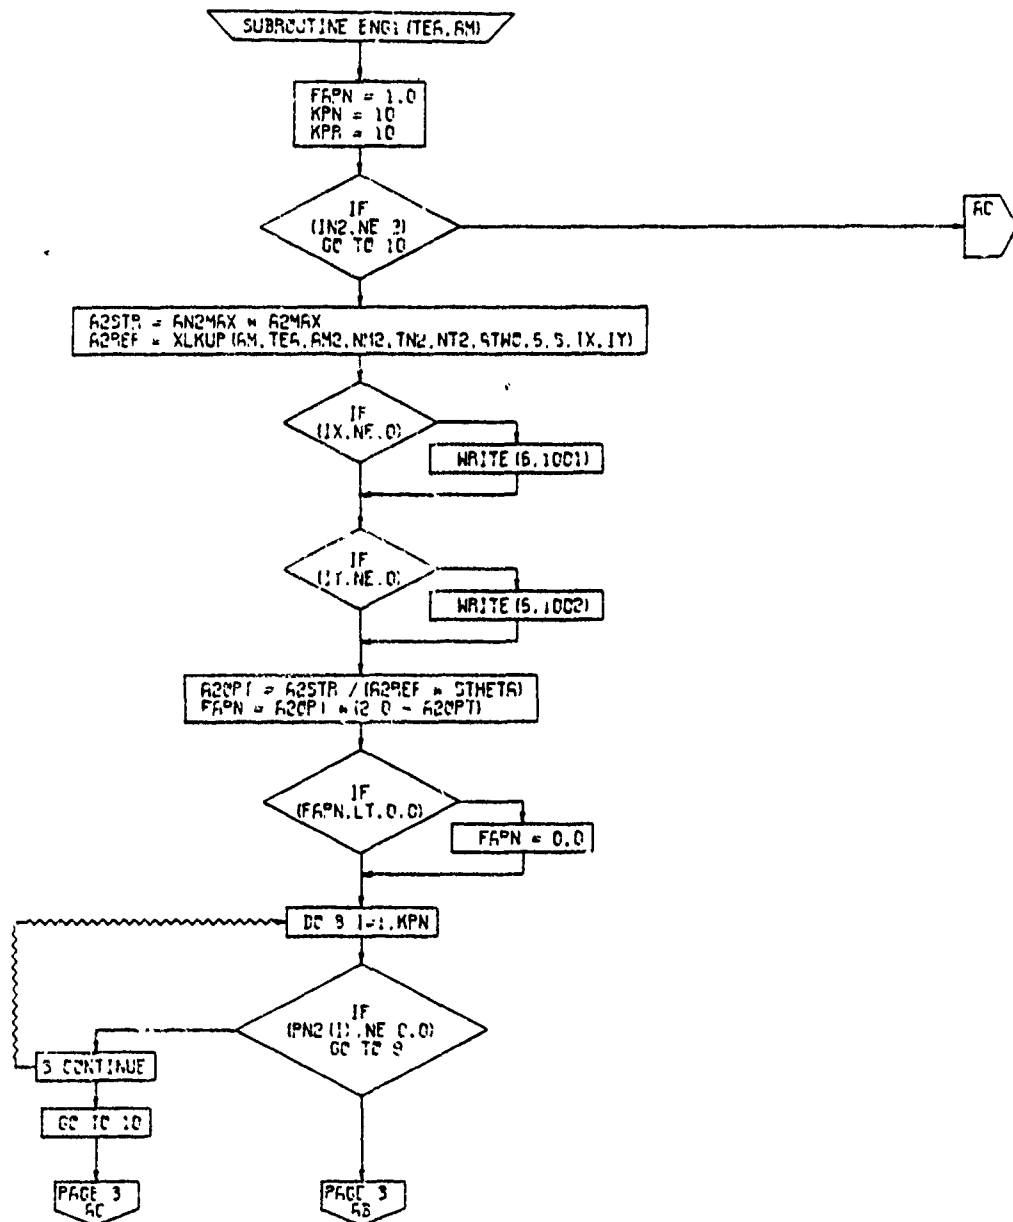 SUBROUTINE ENG1(TEA,AM)
FAPN = 1.0
KPN = 10
KPR = 10
IF
(IN2.NE 3)
GO TO 10
AC
A2STR = AN2MAX * A2MAX
A2REF = XLKUP(AM,TEA,AM2,NM2,TN2,NT2,ATWO,5,5,IX,IY)
IF
(IX.NE.0)
WRITE(6,1001)
IF
(IY.NE.0)
WRITE(6,1002)
A2OPT = A2STR /(A2REF * STHETA)
FAPN = A2OPT *(2 0 - A2OPT)
IF
(FAPN.LT.0.0)
FAPN = 0.0
DO 8 I=1,KPN
IF
(PN2(I).NE 0.0)
GO TO 9
CONTINUE
GO TO 10
PAGE 3
AC
PAGE 3
AB